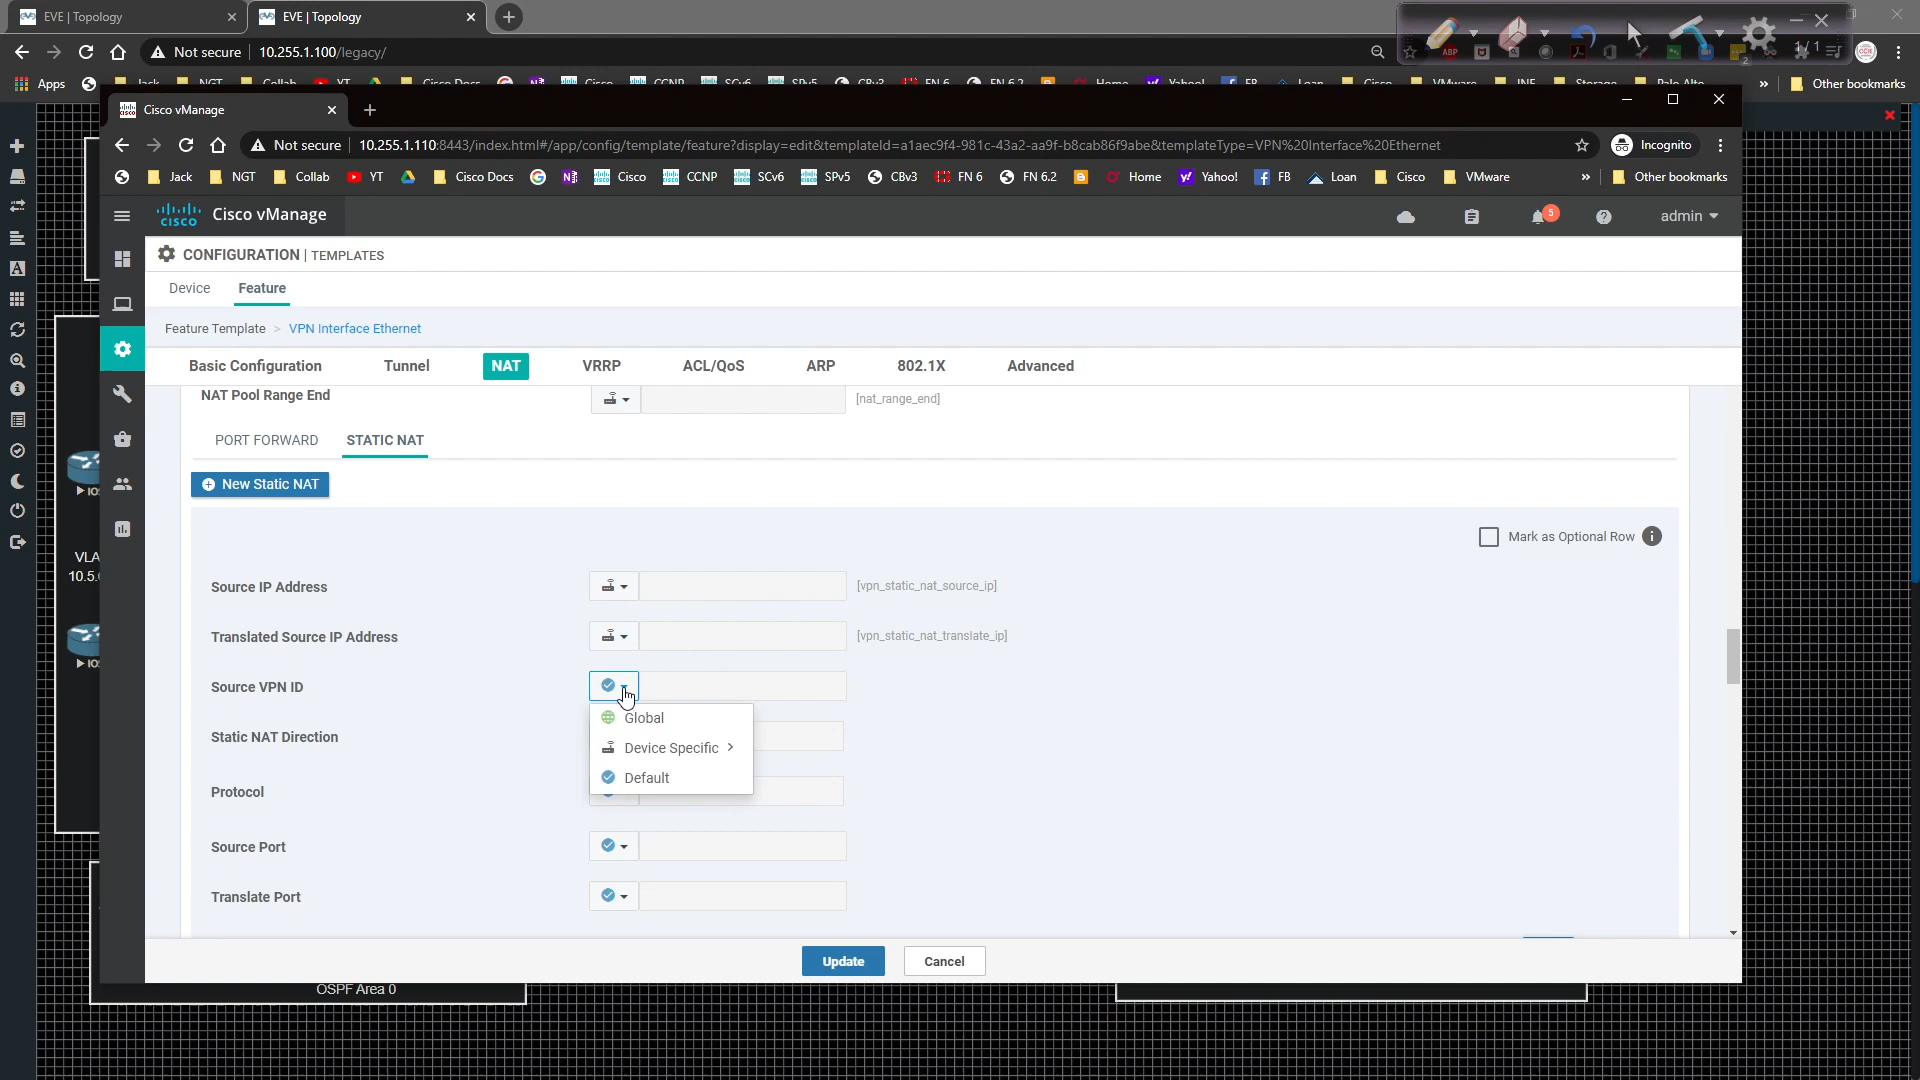 EVE | Topology
EVE | Topology
Not secure 10.255.1.100/legacy/
1 / 1
Apps
Other bookmarks
Cisco vManage
Not secure 10.255.1.110:8443/index.html#/app/config/template/feature?display=edit&templateId=a1aec9f4-981c-43a2-aa9f-b8cab86f9abe&templateType=VPN%20Interface%20Ethernet
Incognito
Jack NGT Collab YT Cisco Docs Cisco CCNP SCv6 SPv5 CBv3 FN 6 FN 6.2 Home Yahoo! FB Loan Cisco VMware » Other bookmarks
CISCO Cisco vManage
5
admin
CONFIGURATION | TEMPLATES
Device Feature
Feature Template > VPN Interface Ethernet
Basic Configuration Tunnel NAT VRRP ACL/QoS ARP 802.1X Advanced
NAT Pool Range End [nat_range_end]
PORT FORWARD STATIC NAT
New Static NAT
Mark as Optional Row
Source IP Address [vpn_static_nat_source_ip]
Translated Source IP Address [vpn_static_nat_translate_ip]
Source VPN ID
Global
Static NAT Direction
Device Specific >
Default
Protocol
Source Port
Translate Port
Update Cancel
VLA
10.5.
OSPF Area 0